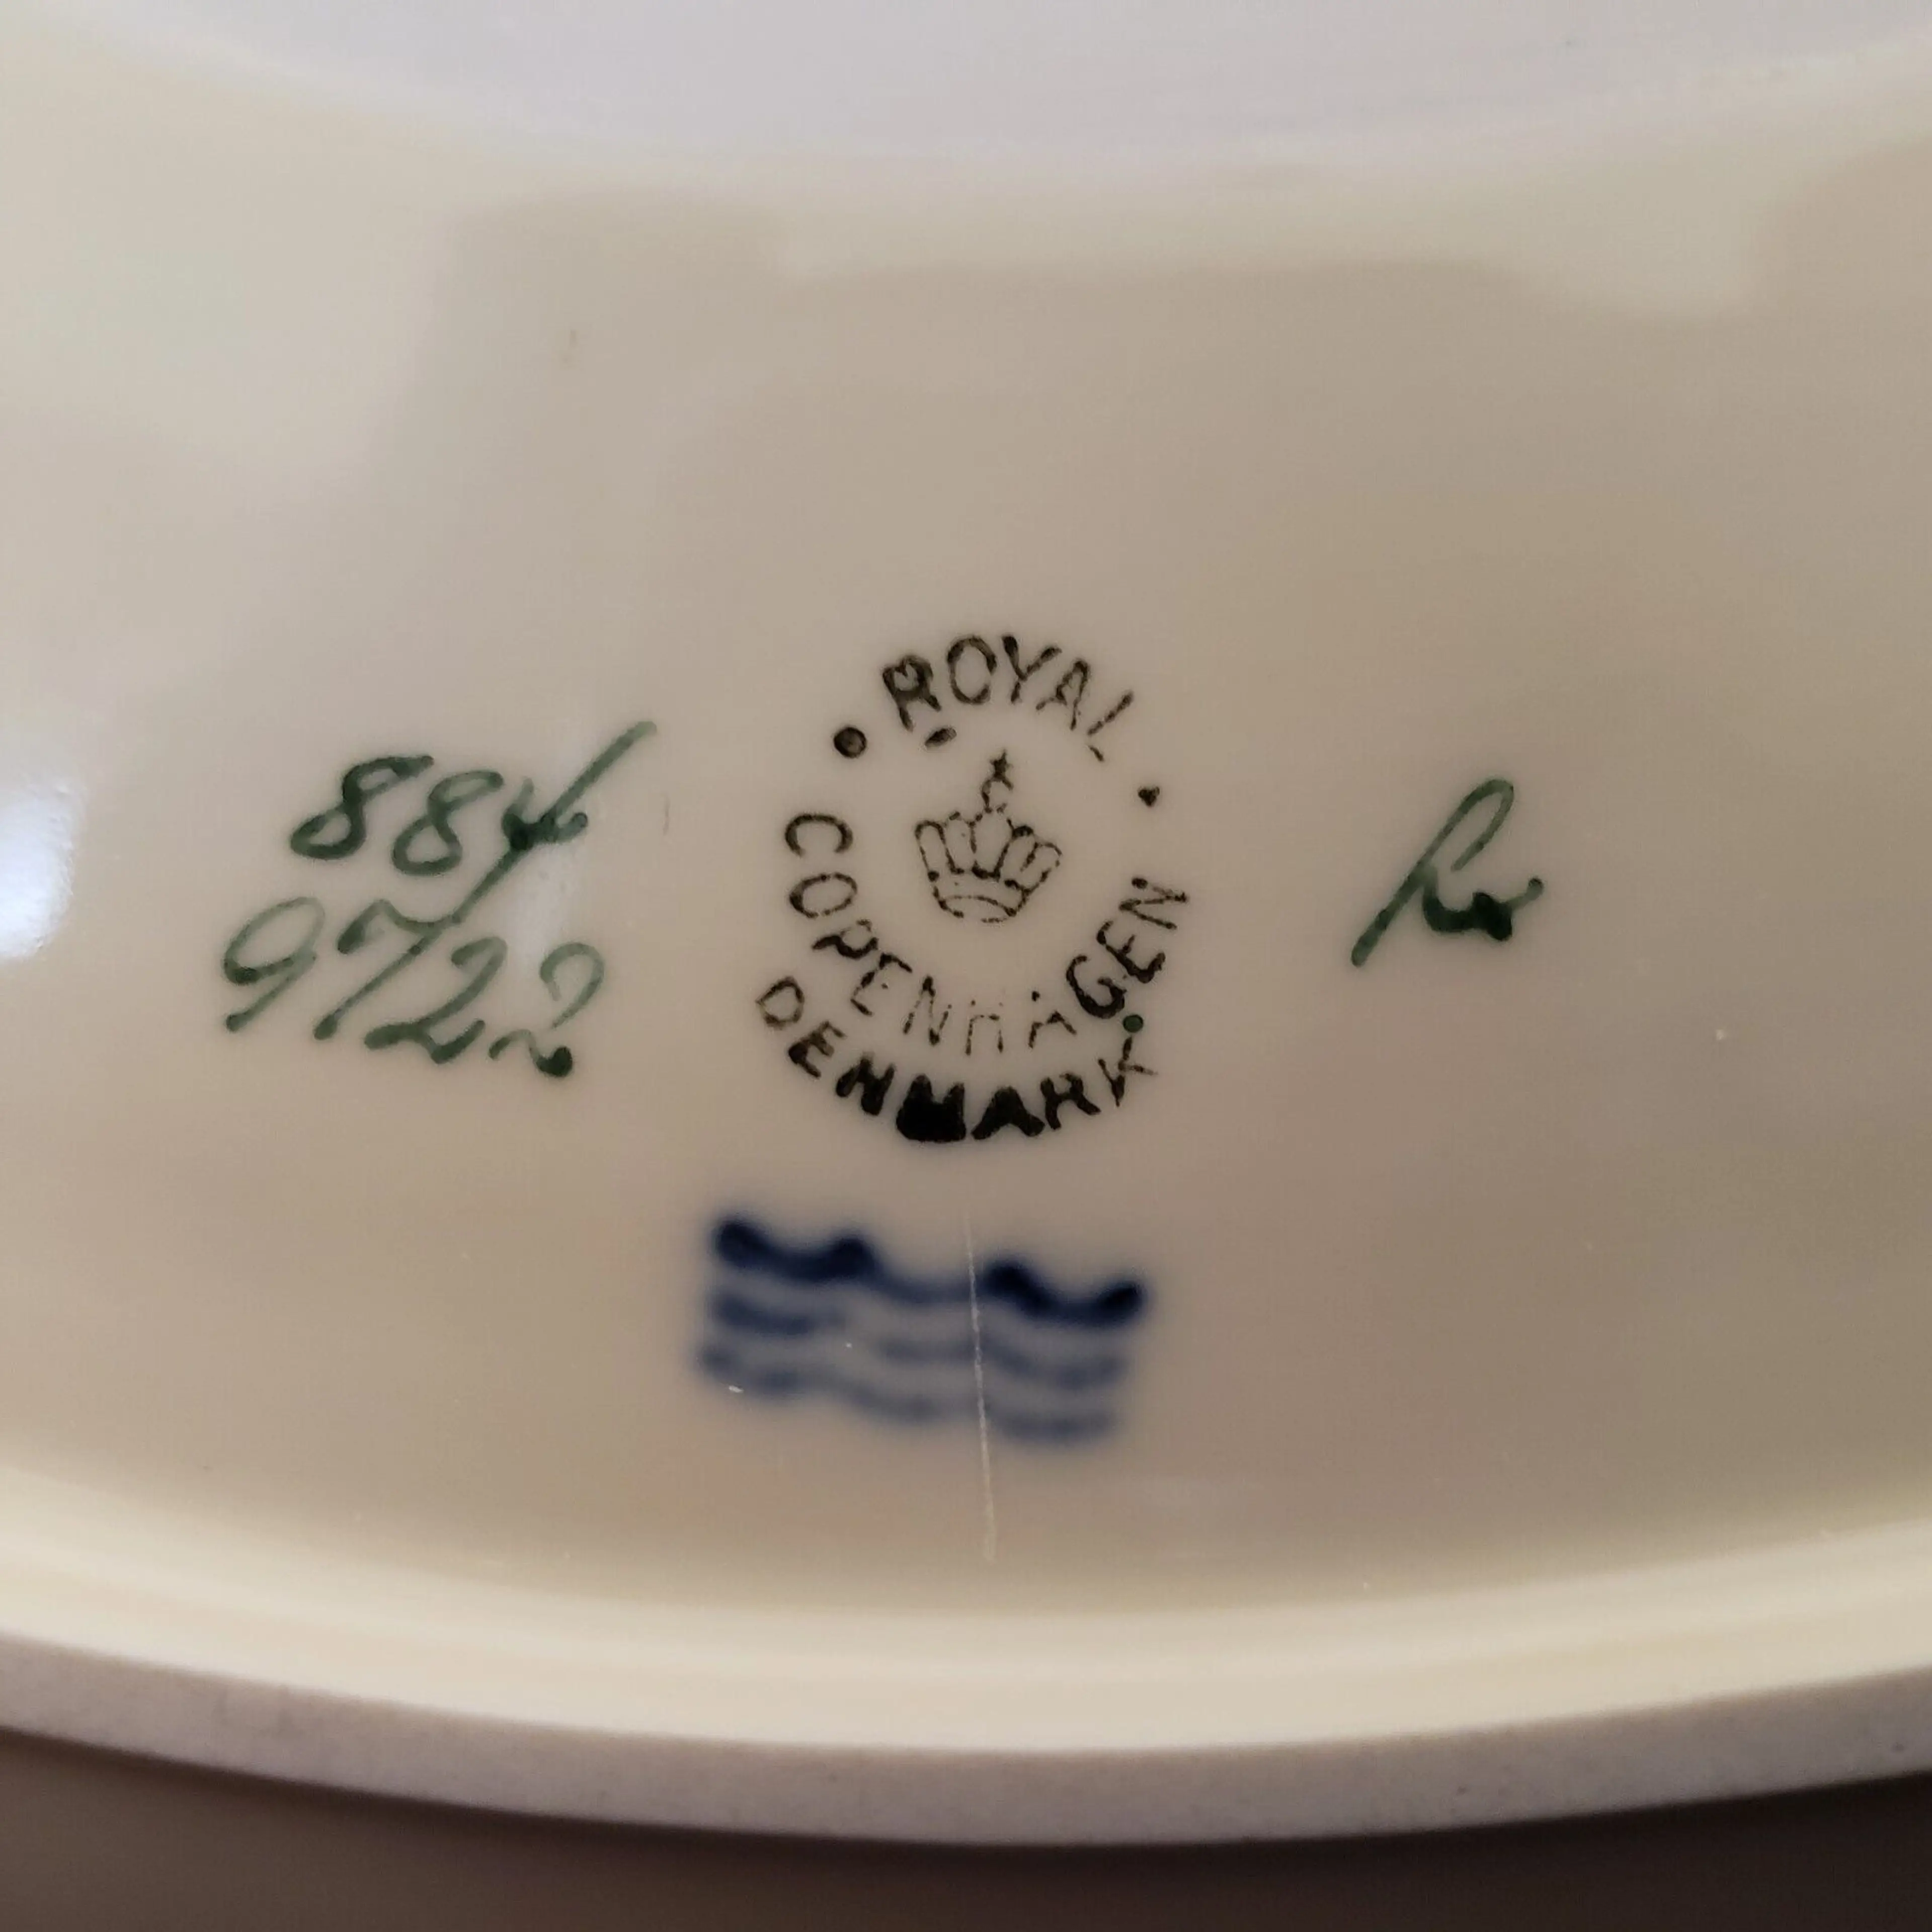 ROYAL
COPENHAGEN
DENMARK
884
9722